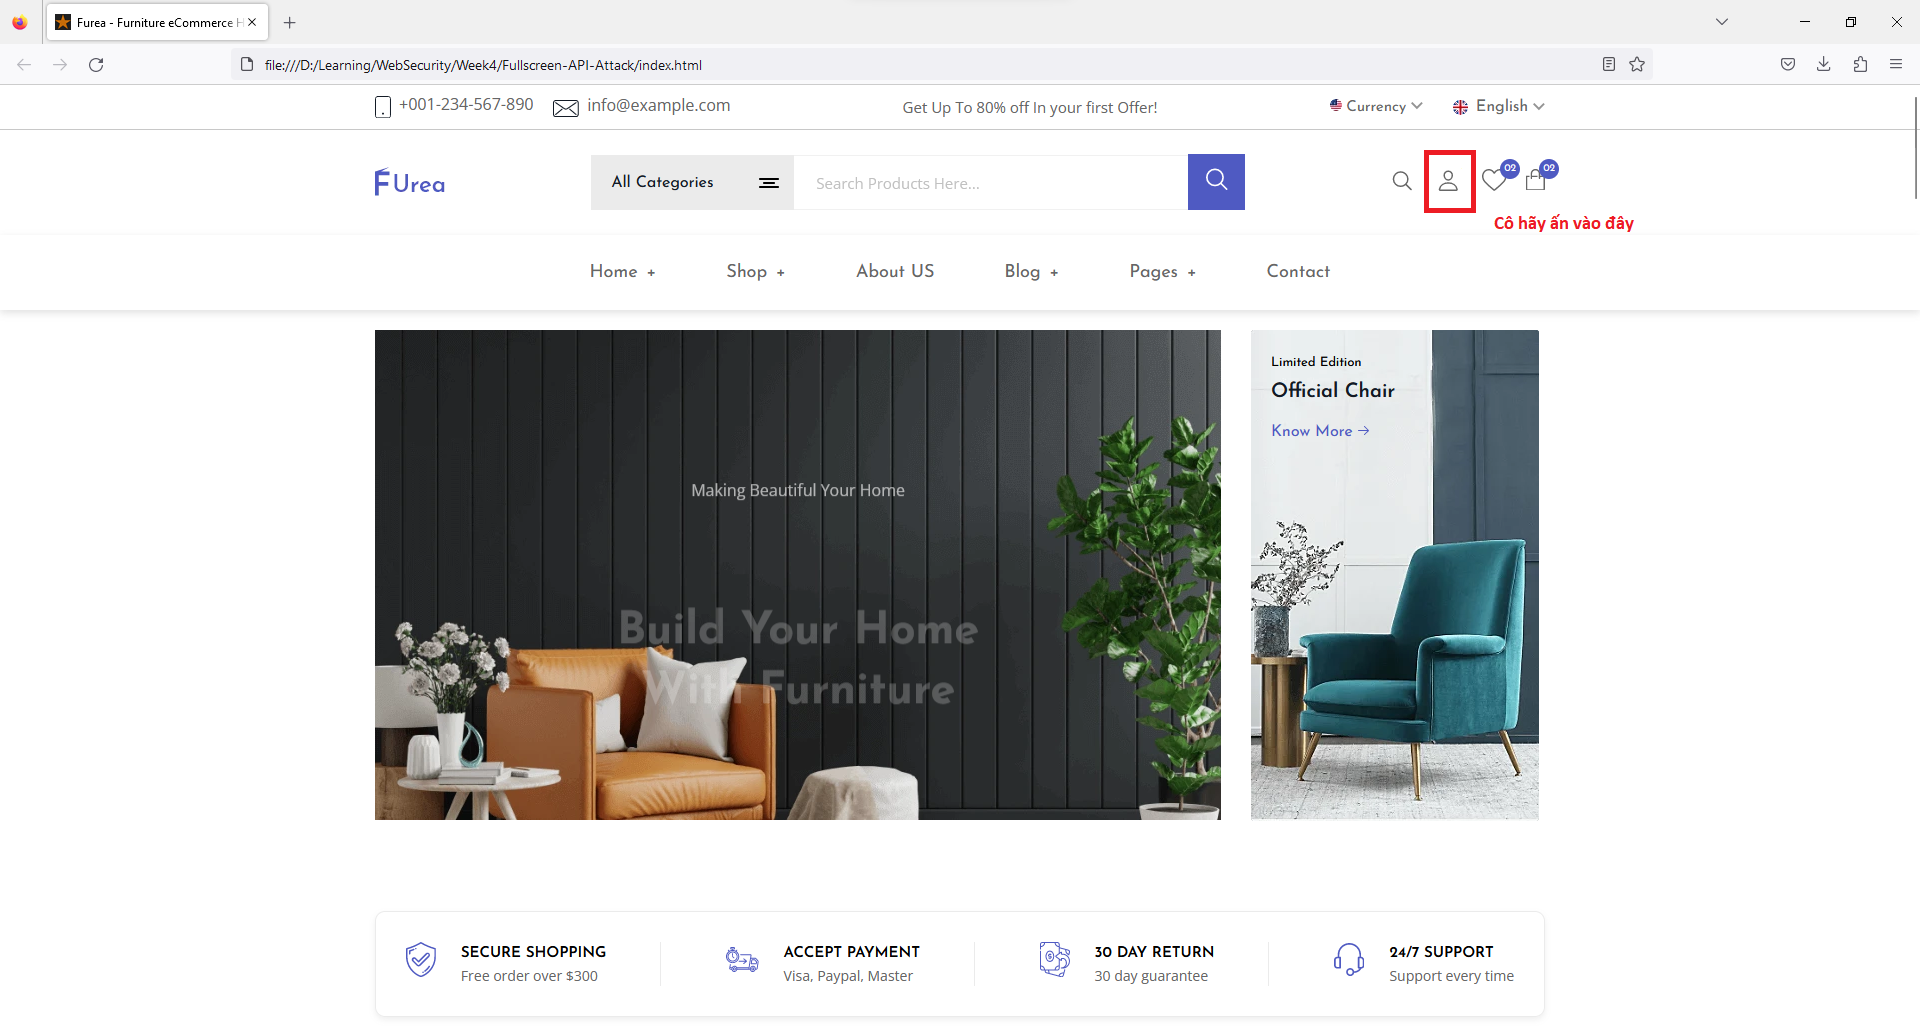 Furea - Furniture eCommerce H
file:///D:/Learning/WebSecurity/Week4/Fullscreen-API-Attack/index.html
+001-234-567-890
info@example.com
Get Up To 80% off In your first Offer!
Currency
English
FUrea
All Categories
Search Products Here...
02
02
Cô hãy ấn vào đây
Home +
Shop +
About US
Blog +
Pages +
Contact
Making Beautiful Your Home
Build Your Home
With Furniture
Limited Edition
Official Chair
Know More →
SECURE SHOPPING
Free order over $300
ACCEPT PAYMENT
Visa, Paypal, Master
30 DAY RETURN
30 day guarantee
24/7 SUPPORT
Support every time